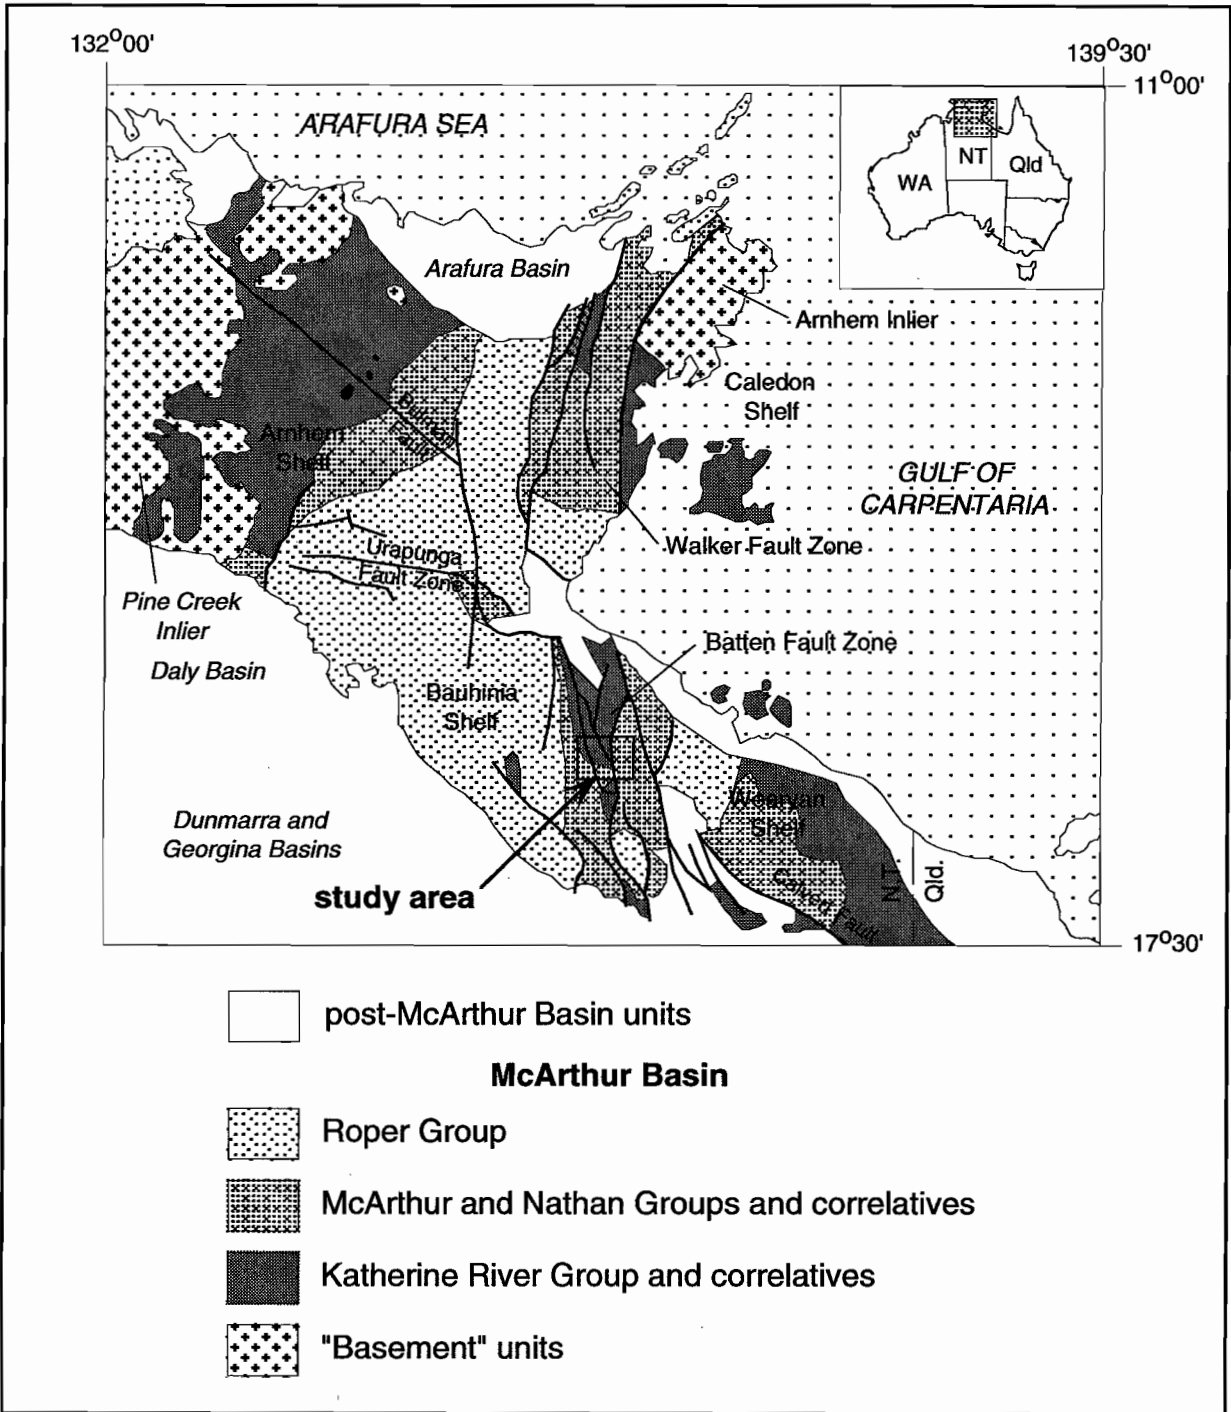 132°00'
139°30'
11°00'
ARAFURA SEA
WA
NT
Qld
Arafura Basin
Arnhem Inlier
Caledon
Shelf
Bulman
Fault
Arnhem
Shelf
GULF OF
CARPENTARIA
Walker Fault Zone
Urapunga
Fault Zone
Pine Creek
Inlier
Daly Basin
Batten Fault Zone
Bauhinia
Shelf
Wearyan
Shelf
Dunmarra and
Georgina Basins
study area
Calvert Fault
N.T.
Qld.
17°30'
post-McArthur Basin units
McArthur Basin
Roper Group
McArthur and Nathan Groups and correlatives
Katherine River Group and correlatives
"Basement" units